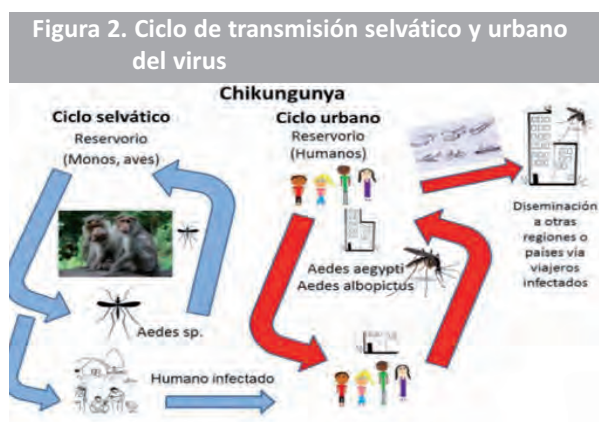 Figura 2. Ciclo de transmisión selvático y urbano
del virus
Chikungunya
Ciclo selvático
Reservorio
(Monos, aves)
Aedes sp.
Humano infectado
Ciclo urbano
Reservorio
(Humanos)
Aedes aegypti
Aedes albopictus
Diseminación
a otras
regiones o
países vía
viajeros
infectados